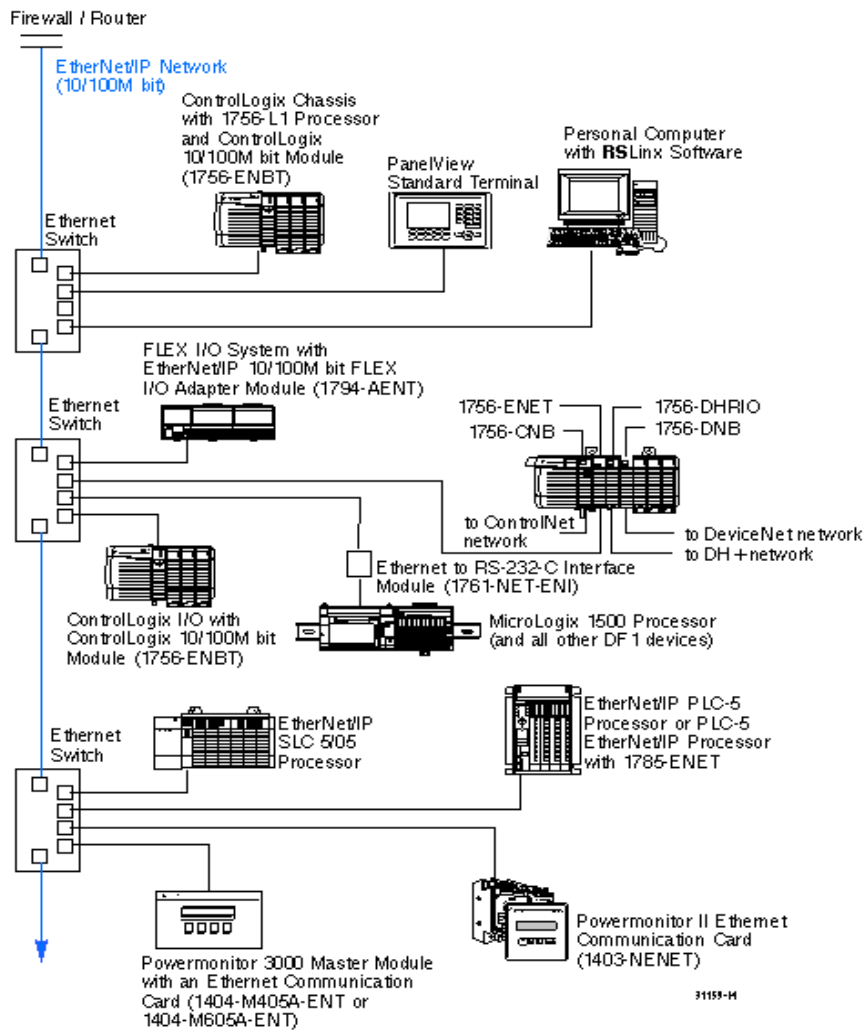 Firewall / Router
EtherNet/IP Network
(10/100M bit)
ControlLogix Chassis
with 1756-L1 Processor
and ControlLogix
10/100M bit Module
(1756-ENBT)
PanelView
Standard Terminal
Personal Computer
with RSLinx Software
Ethernet
Switch
FLEX I/O System with
EtherNet/IP 10/100M bit FLEX
I/O Adapter Module (1794-AENT)
Ethernet
Switch
1756-ENET
1756-CNB
1756-DHRIO
1756-DNB
to ControlNet
network
to DeviceNet network
to DH+ network
Ethernet to RS-232-C Interface
Module (1761-NET-ENI)
ControlLogix I/O with
ControlLogix 10/100M bit
Module (1756-ENBT)
MicroLogix 1500 Processor
(and all other DF1 devices)
Ethernet
Switch
EtherNet/IP
SLC 5/05
Processor
EtherNet/IP PLC-5
Processor or PLC-5
EtherNet/IP Processor
with 1785-ENET
Powermonitor 3000 Master Module
with an Ethernet Communication
Card (1404-M405A-ENT or
1404-M605A-ENT)
Powermonitor II Ethernet
Communication Card
(1403-NENET)
31159-M